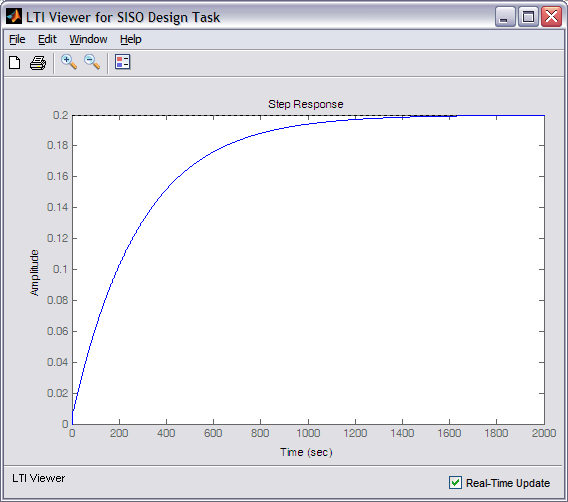 LTI Viewer for SISO Design Task
File Edit Window Help
Step Response
0.2
0.18
0.16
0.14
0.12
0.1
0.08
0.06
0.04
0.02
0
Amplitude
0 200 400 600 800 1000 1200 1400 1600 1800 2000
Time (sec)
LTI Viewer
Real-Time Update